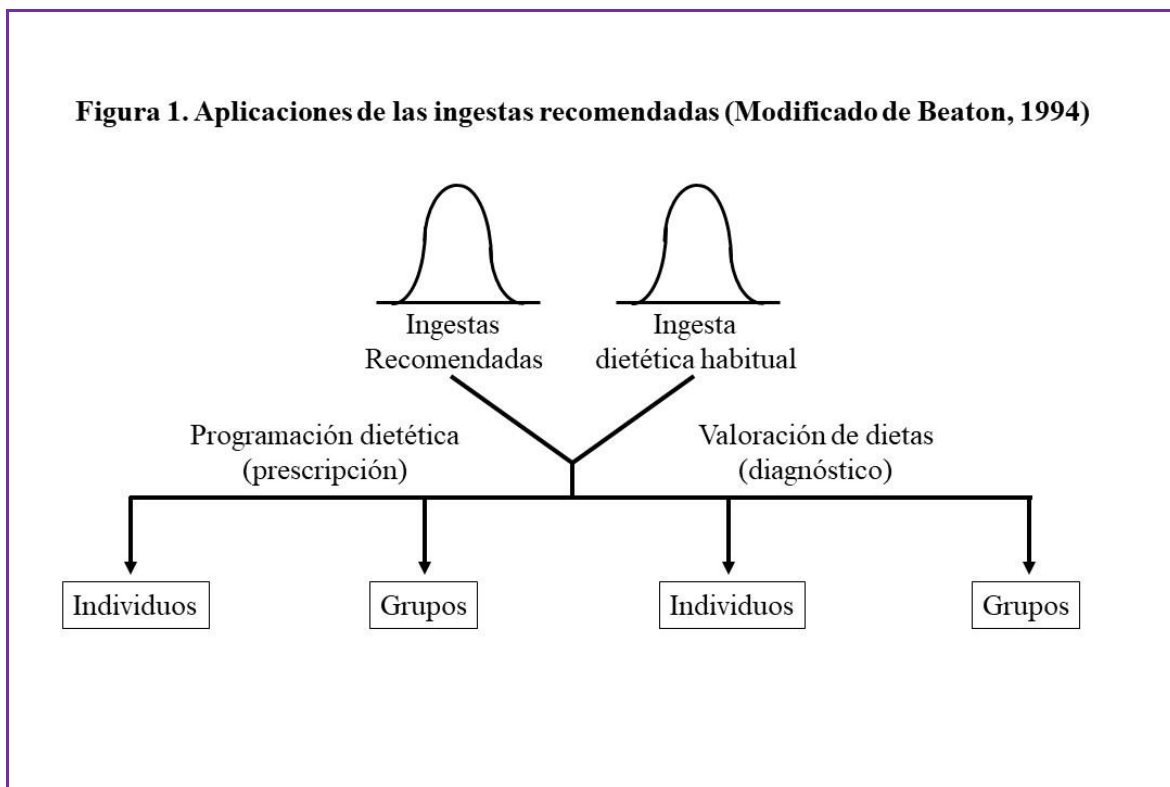 Figura 1. Aplicaciones de las ingestas recomendadas (Modificado de Beaton, 1994)
Ingestas
Recomendadas
Ingesta
dietética habitual
Programación dietética
(prescripción)
Valoración de dietas
(diagnóstico)
Individuos
Grupos
Individuos
Grupos